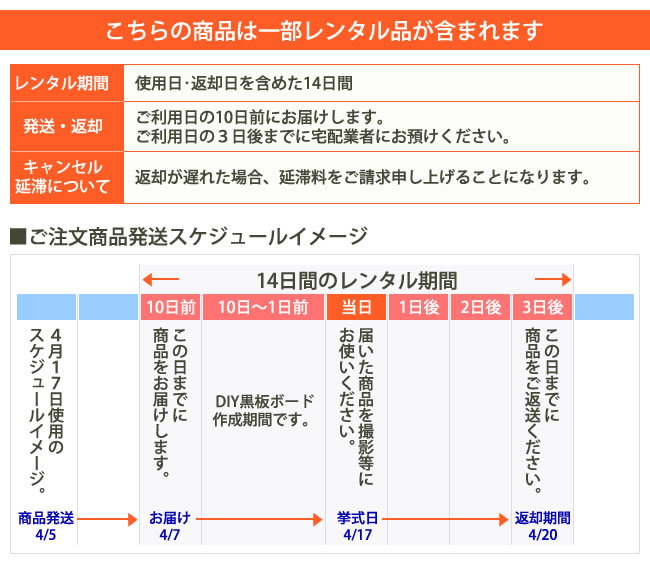 こちらの商品は一部レンタル品が含まれます
レンタル期間
使用日・返却日を含めた14日間
発送・返却
ご利用日の10日前にお届けします。
ご利用日の３日後までに宅配業者にお預けください。
キャンセル
延滞について
返却が遅れた場合、延滞料をご請求申し上げることになります。
■ご注文商品発送スケジュールイメージ
14日間のレンタル期間
10日前
10日～1日前
当日
1日後
2日後
3日後
４月１７日使用の
スケジュールイメージ。
この日までに
商品をお届けします。
DIY黒板ボード
作成期間です。
届いた商品を撮影等に
お使いください。
この日までに
商品をご返送ください。
商品発送
4/5
お届け
4/7
挙式日
4/17
返却期間
4/20